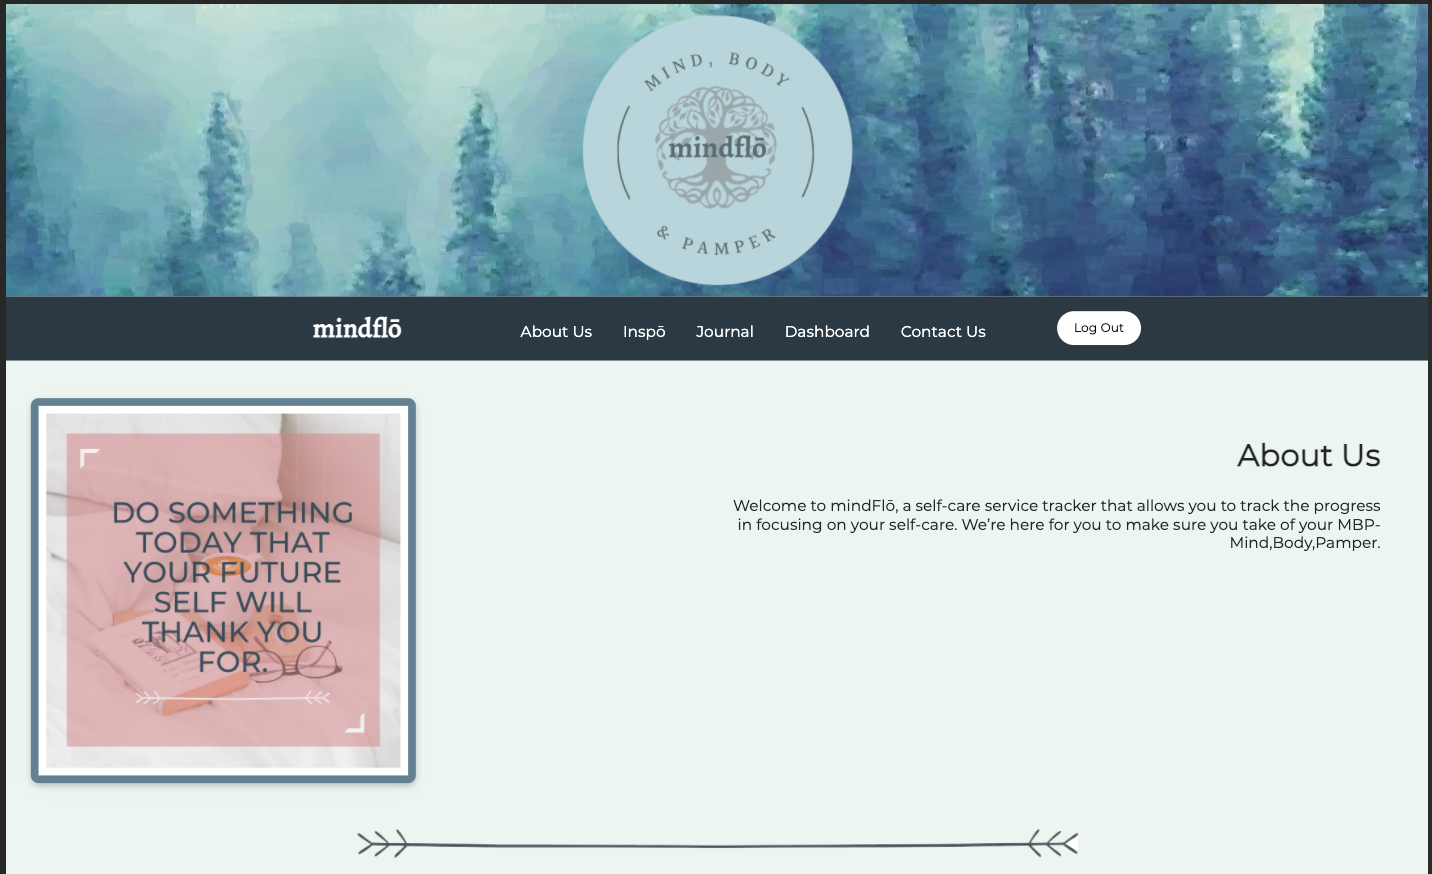 MIND, BODY
mindflō
& PAMPER
mindflō
About Us
Inspō
Journal
Dashboard
Contact Us
Log Out
DO SOMETHING
TODAY THAT
YOUR FUTURE
SELF WILL
THANK YOU
FOR.
About Us
Welcome to mindFlō, a self-care service tracker that allows you to track the progress
in focusing on your self-care. We’re here for you to make sure you take of your MBP-
Mind,Body,Pamper.